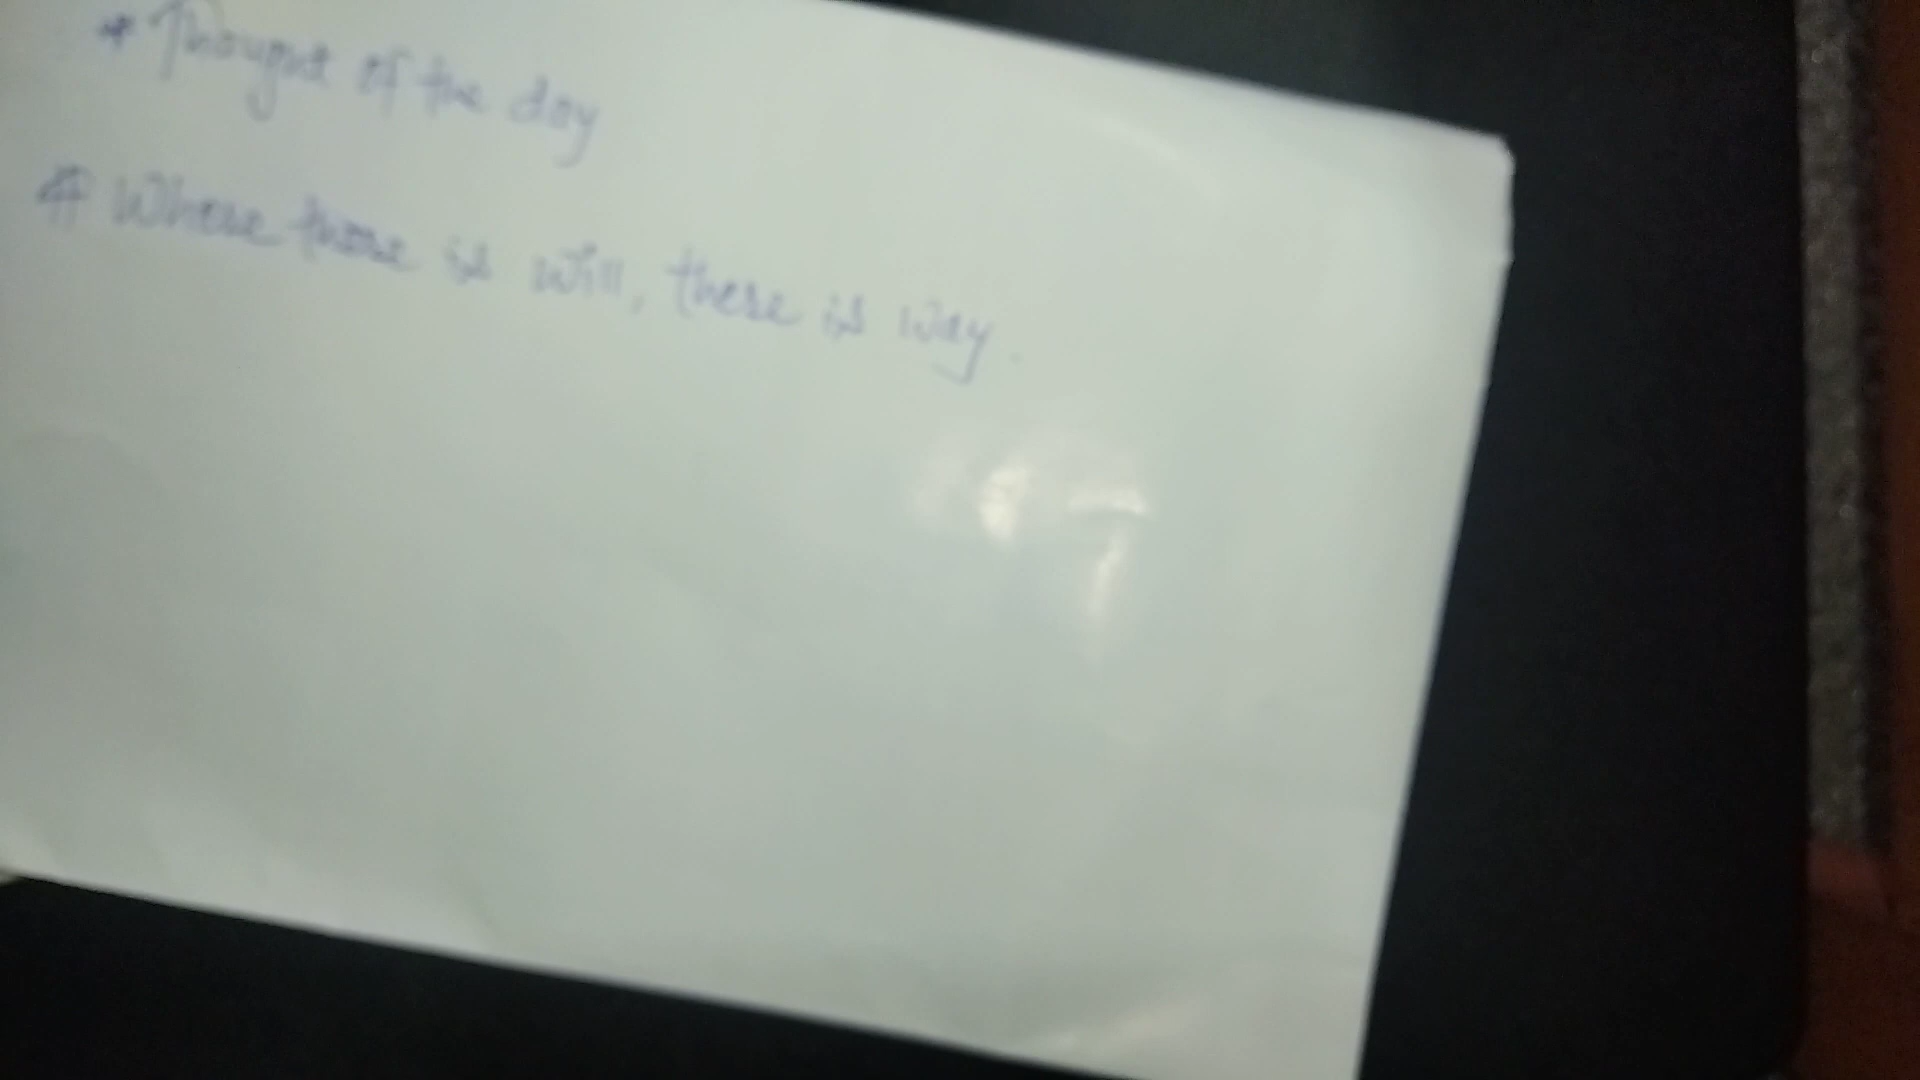 * Thought of the day
# Where there is will, there is way.